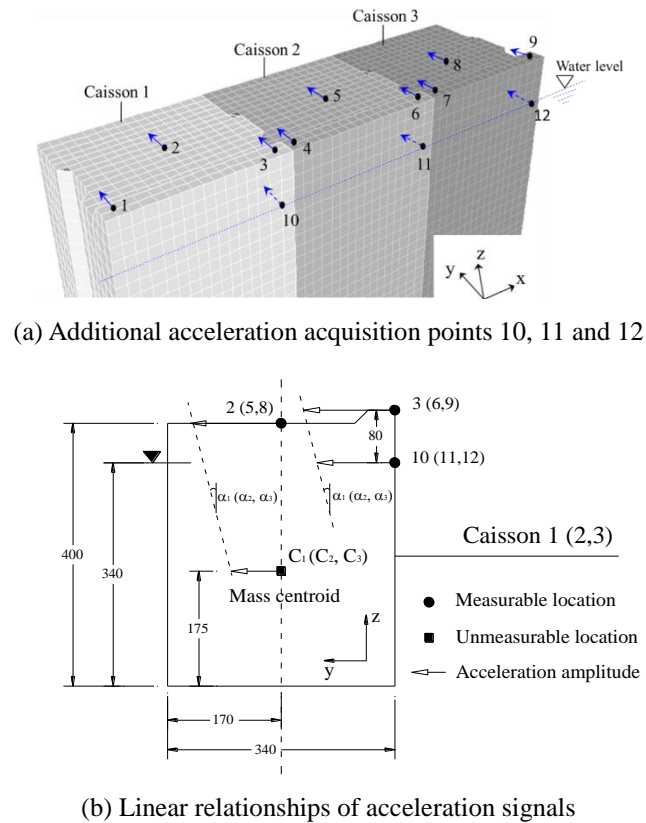 Caisson 3
Caisson 2
Caisson 1
9
Water level
8
7
6
5
4
3
2
1
12
11
10
z
y
x
(a) Additional acceleration acquisition points 10, 11 and 12
2 (5,8)
3 (6,9)
80
10 (11,12)
α₁ (α₂, α₃)
α₁ (α₂, α₃)
Caisson 1 (2,3)
400
340
C₁ (C₂, C₃)
Mass centroid
175
z
y
Measurable location
Unmeasurable location
Acceleration amplitude
170
340
(b) Linear relationships of acceleration signals